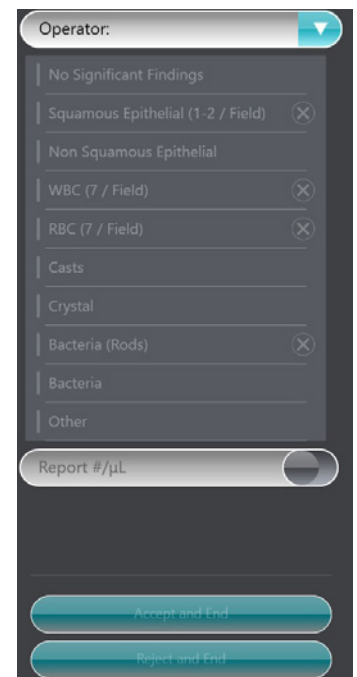 Operator:
No Significant Findings
Squamous Epithelial (1-2 / Field)
Non Squamous Epithelial
WBC (7 / Field)
RBC (7 / Field)
Casts
Crystal
Bacteria (Rods)
Bacteria
Other
Report #/µL
Accept and End
Reject and End